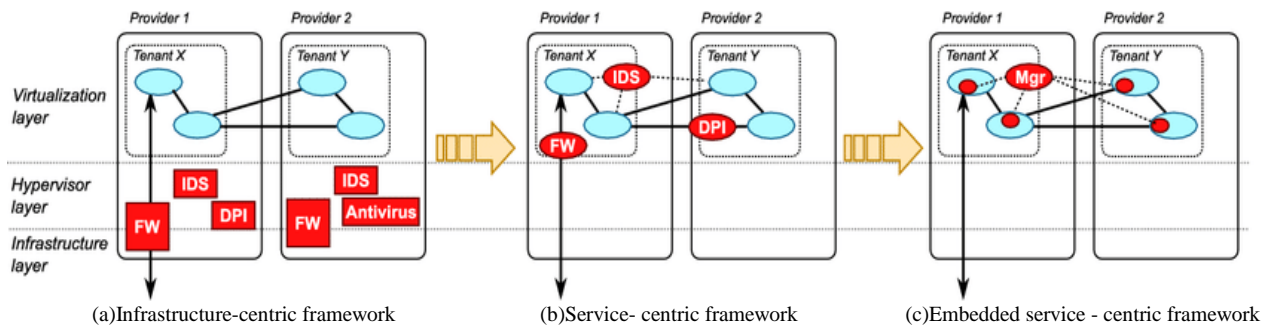 Provider 1
Provider 2
Provider 1
Provider 2
Provider 1
Provider 2
Tenant X
Tenant Y
Tenant X
Tenant Y
Tenant X
Tenant Y
Virtualization
layer
IDS
DPI
FW
Mgr
Hypervisor
layer
IDS
DPI
FW
IDS
Antivirus
FW
Infrastructure
layer
(a)Infrastructure-centric framework
(b)Service- centric framework
(c)Embedded service - centric framework